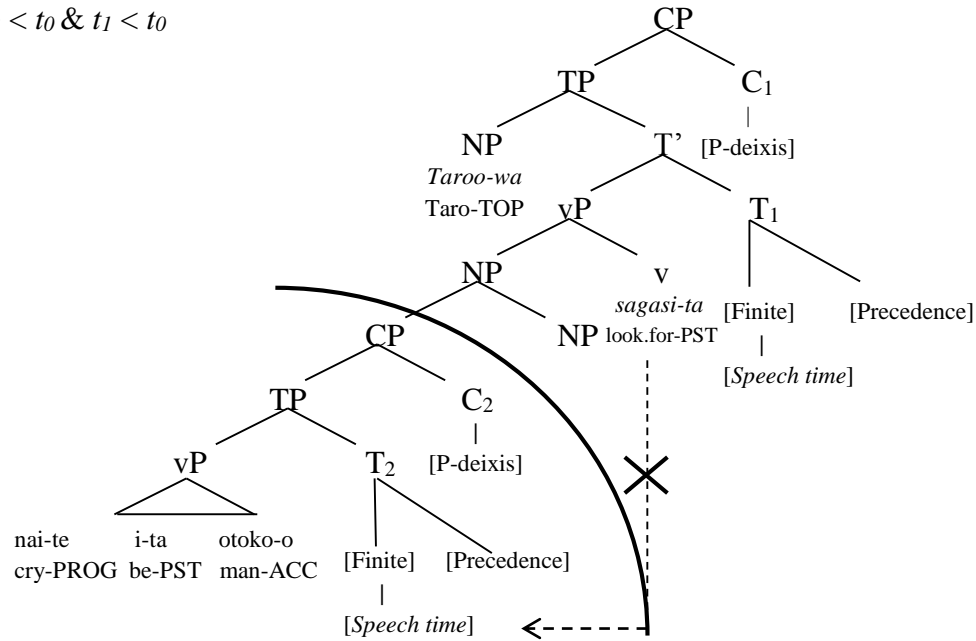 < t₀ & t₁ < t₀
CP
TP C₁
NP T’ [P-deixis]
Taroo-wa
Taro-TOP vP T₁
NP v
sagasi-ta [Finite] [Precedence]
CP NP look.for-PST
[Speech time]
TP C₂
vP T₂ [P-deixis]
nai-te i-ta otoko-o
cry-PROG be-PST man-ACC [Finite] [Precedence]
[Speech time]